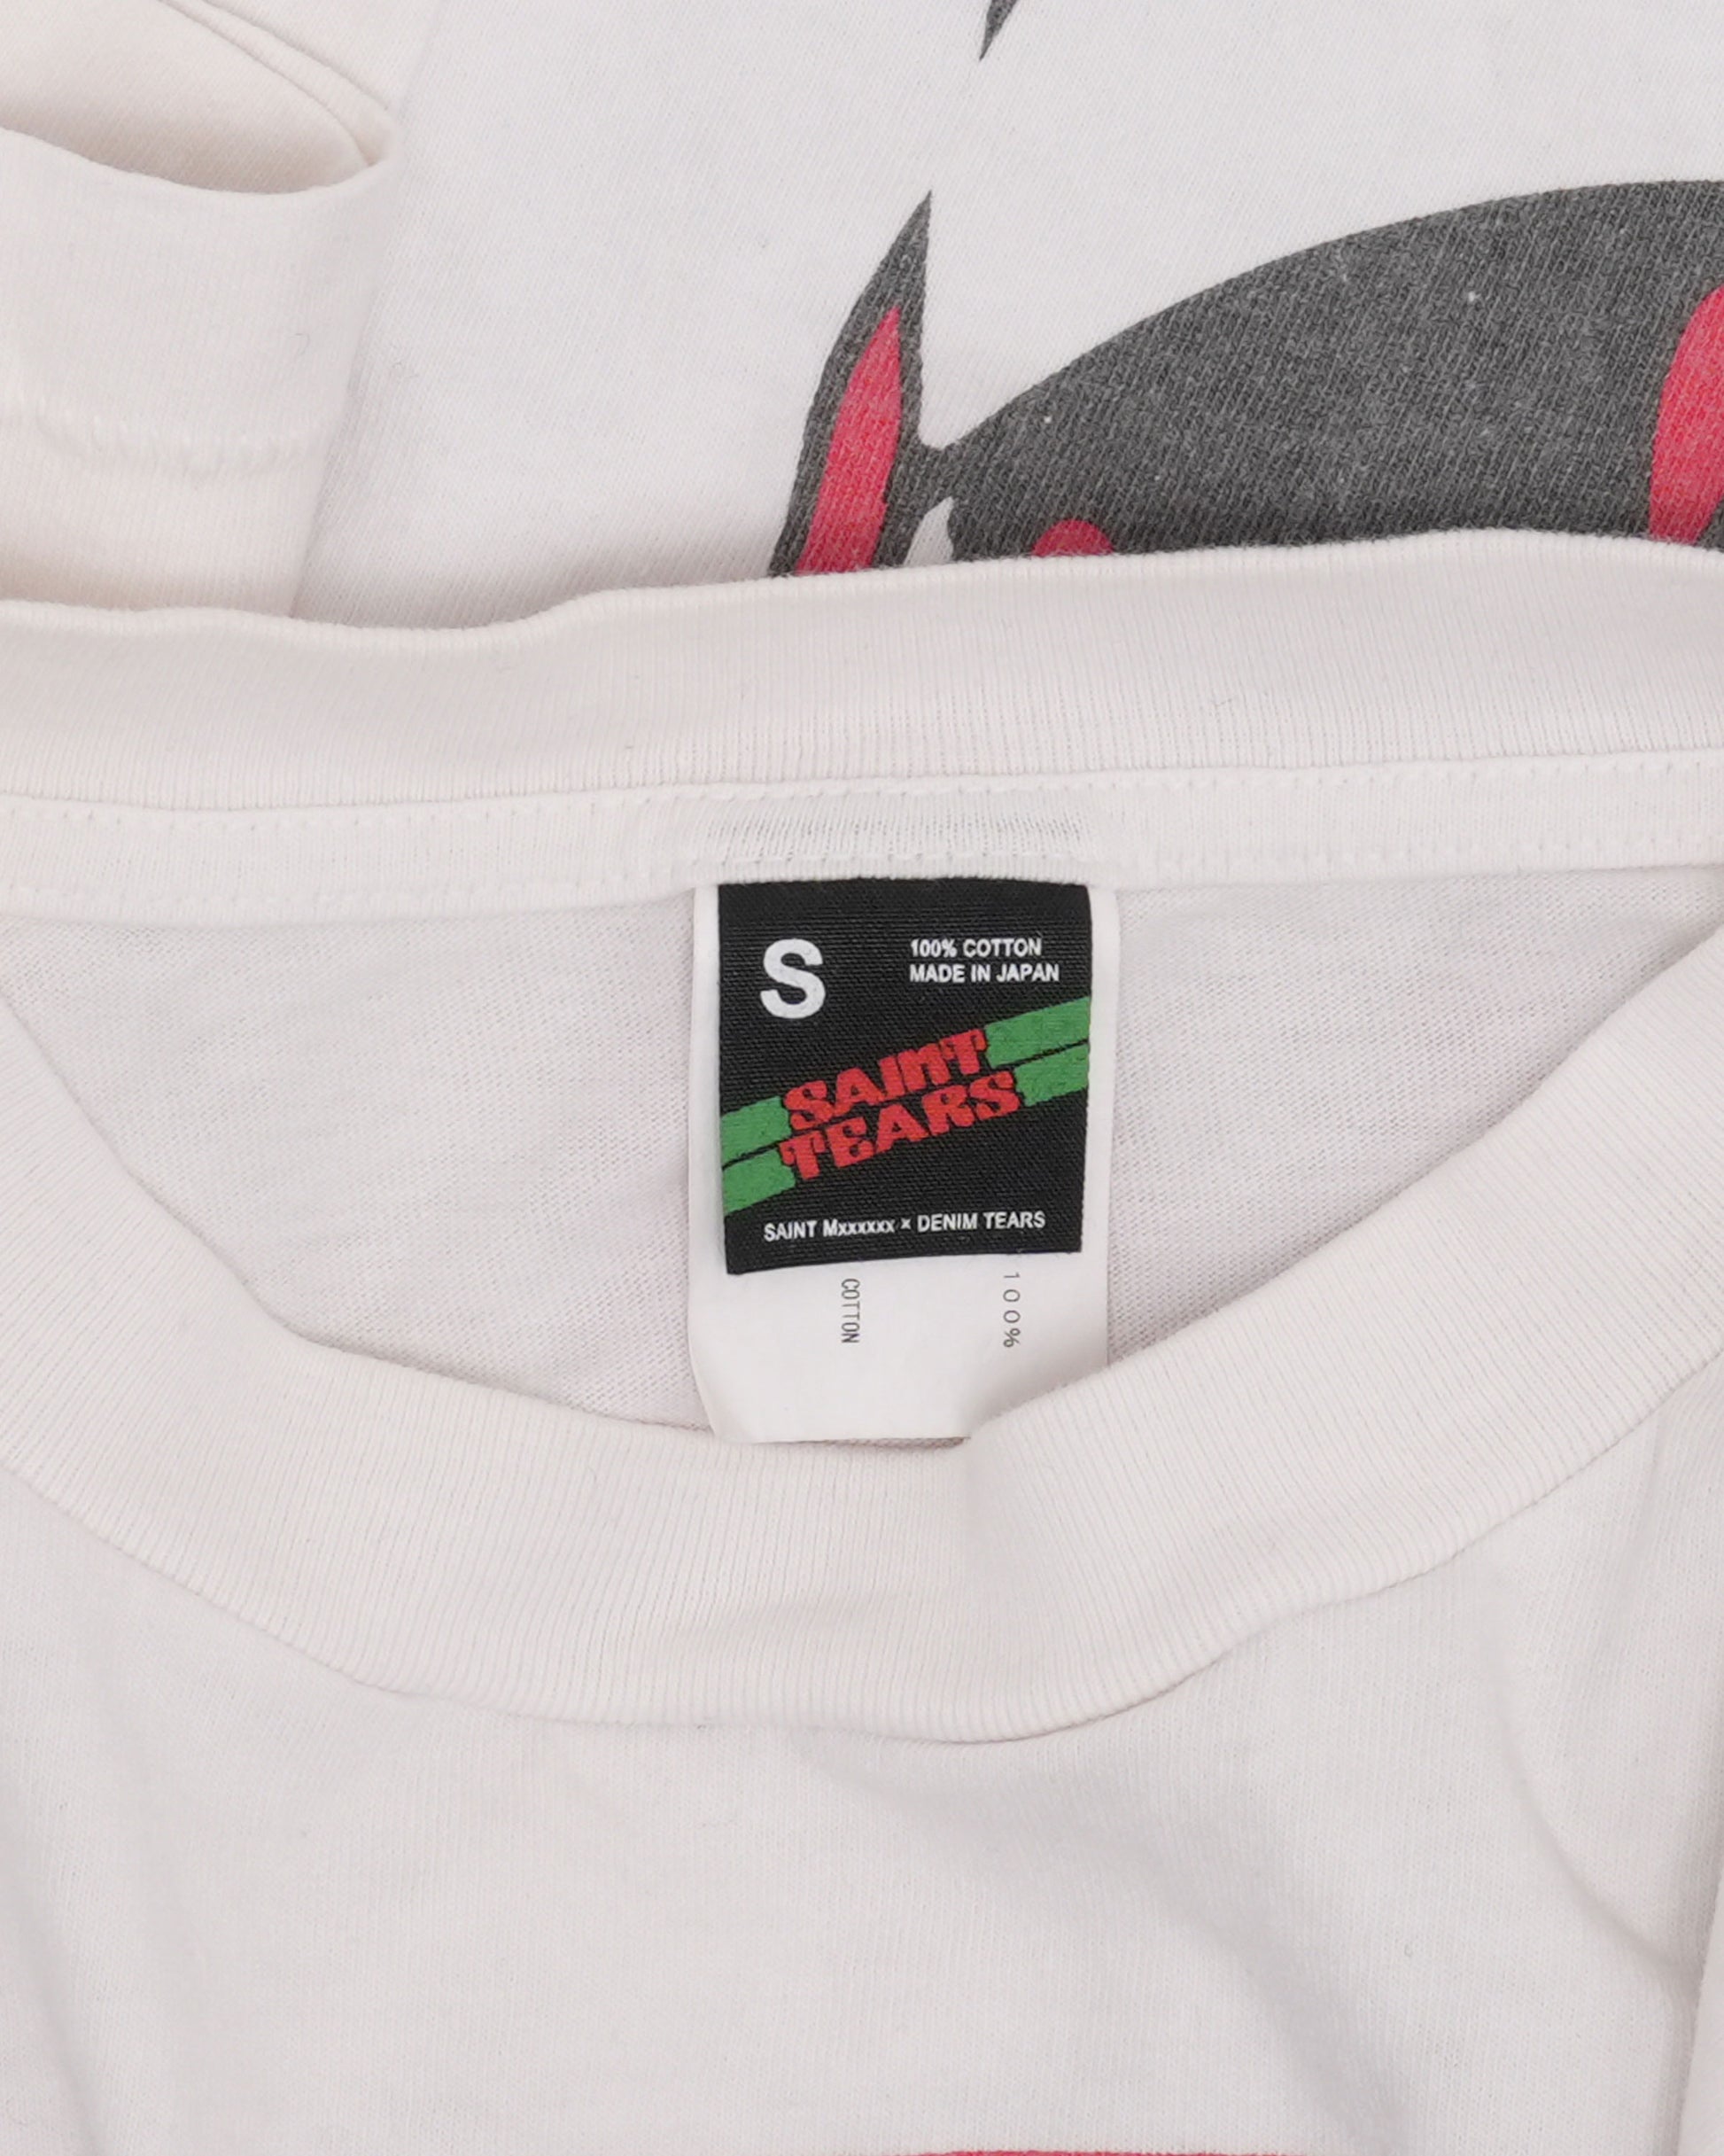 S
100% COTTON
MADE IN JAPAN
SAINT
TEARS
SAINT Mxxxxxx × DENIM TEARS
COTTON
100%